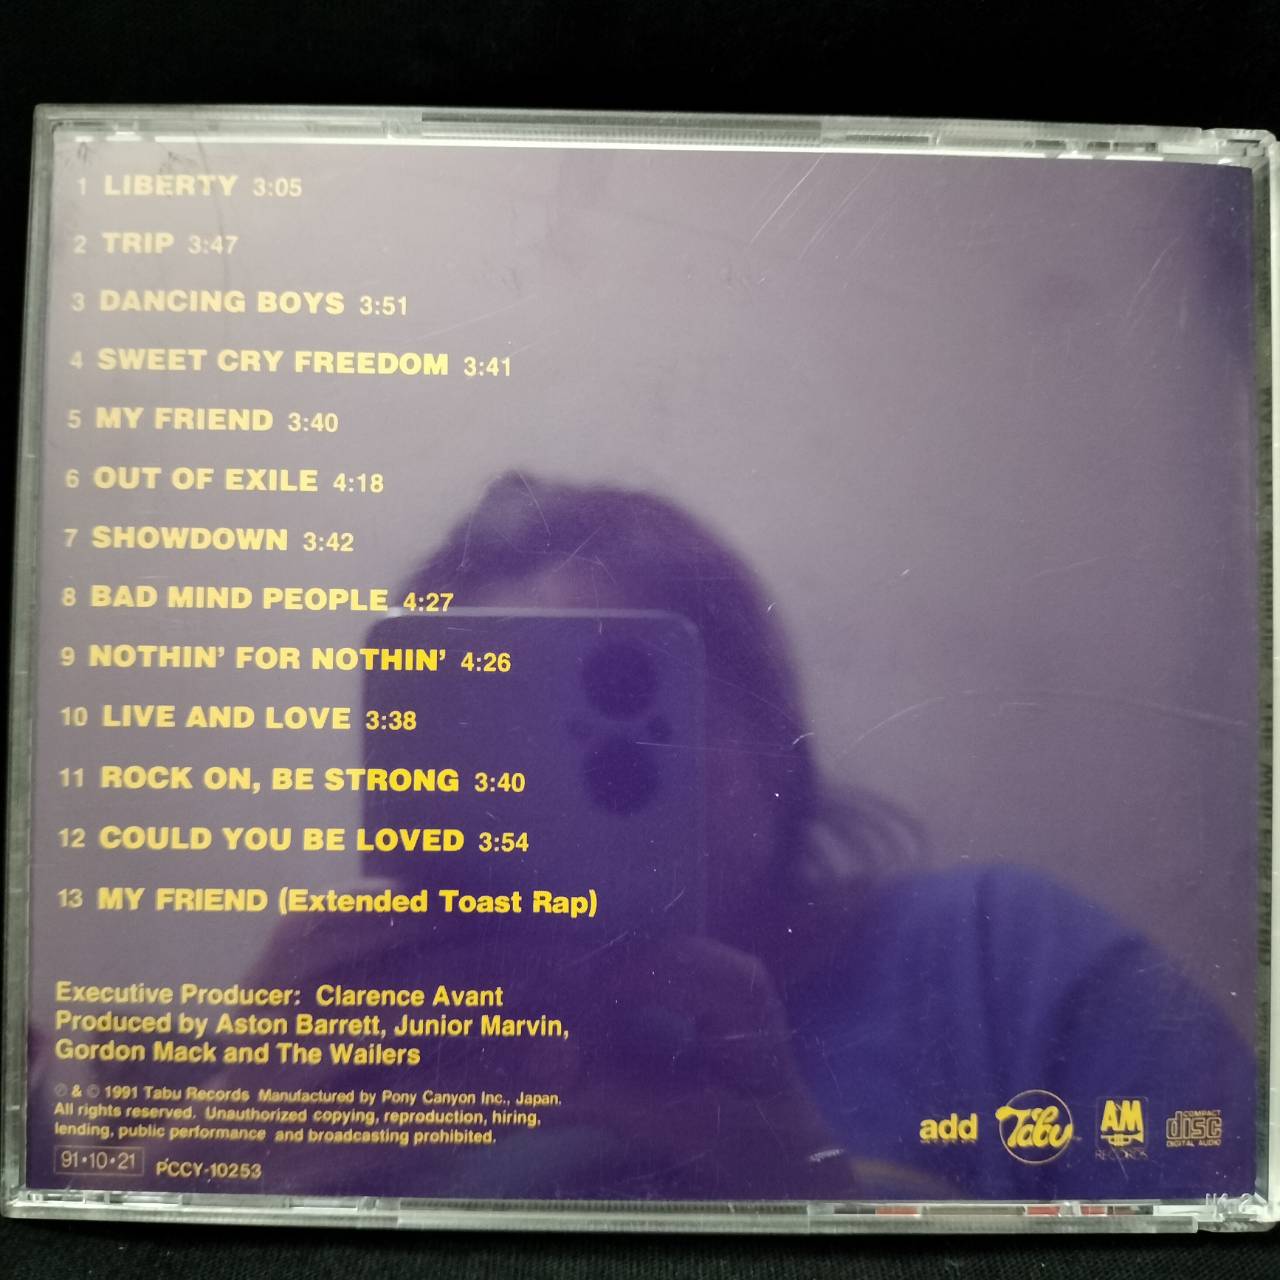 1 LIBERTY 3:05
2 TRIP 3:47
3 DANCING BOYS 3:51
4 SWEET CRY FREEDOM 3:41
5 MY FRIEND 3:40
6 OUT OF EXILE 4:18
7 SHOWDOWN 3:42
8 BAD MIND PEOPLE 4:27
9 NOTHIN' FOR NOTHIN' 4:26
10 LIVE AND LOVE 3:38
11 ROCK ON, BE STRONG 3:40
12 COULD YOU BE LOVED 3:54
13 MY FRIEND (Extended Toast Rap)
Executive Producer: Clarence Avant
Produced by Aston Barrett, Junior Marvin,
Gordon Mack and The Wailers
℗ & © 1991 Tabu Records Manufactured by Pony Canyon Inc., Japan.
All rights reserved. Unauthorized copying, reproduction, hiring,
lending, public performance and broadcasting prohibited.
91·10·21 PCCY-10253
add Tabu A&M RECORDS COMPACT disc DIGITAL AUDIO